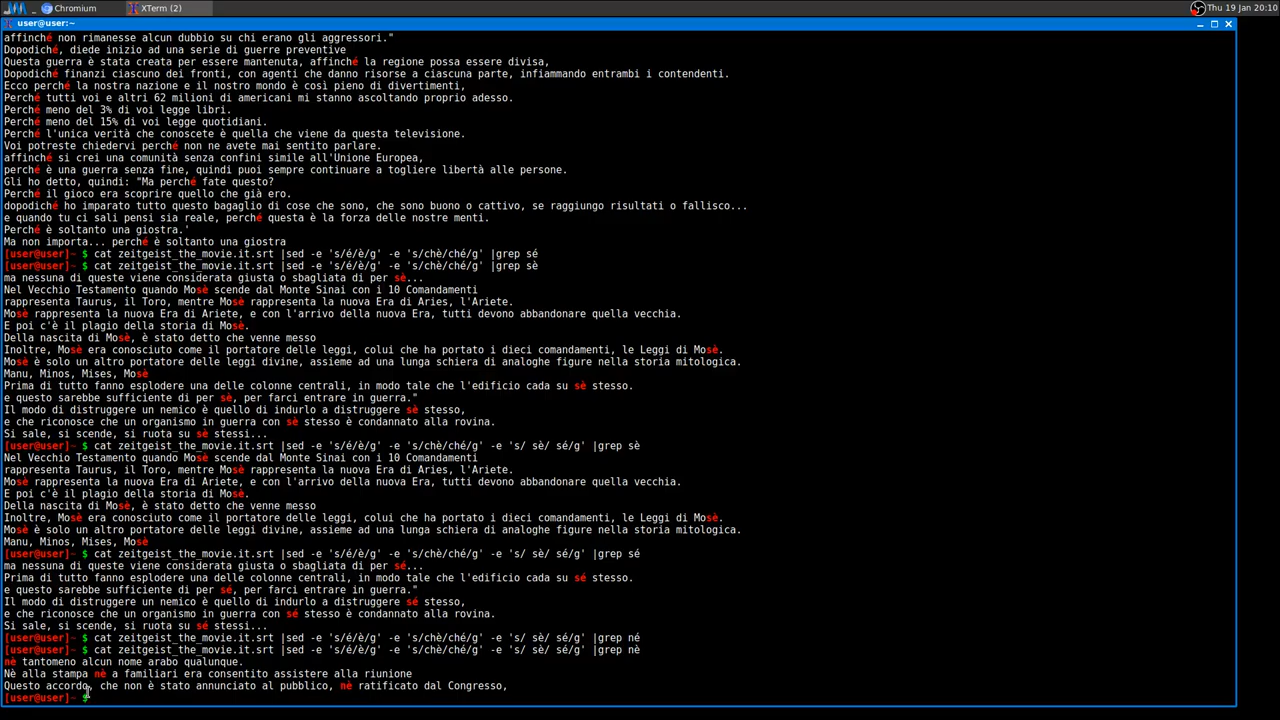 Chromium
XTerm (2)
Thu 19 Jan 20:10
user@user:~
affinché non rimanesse alcun dubbio su chi erano gli aggressori."
Dopodiché, diede inizio ad una serie di guerre preventive
Questa guerra è stata creata per essere mantenuta, affinché la regione possa essere divisa,
Dopodiché finanzi ciascuno dei fronti, con agenti che danno risorse a ciascuna parte, infiammando entrambi i contendenti.
Ecco perché la nostra nazione e il nostro mondo è così pieno di divertimenti,
Perché tutti voi e altri 62 milioni di americani mi stanno ascoltando proprio adesso.
Perché meno del 3% di voi legge libri.
Perché meno del 15% di voi legge quotidiani.
Perché l'unica verità che conoscete è quella che viene da questa televisione.
Voi potreste chiedervi perché non ne avete mai sentito parlare.
affinché si crei una comunità senza confini simile all'Unione Europea,
perché è una guerra senza fine, quindi puoi sempre continuare a togliere libertà alle persone.
Gli ho detto, quindi: "Ma perché fate questo?
Perché il gioco era scoprire quello che già ero.
dopodiché ho imparato tutto questo bagaglio di cose che sono, che sono buono o cattivo, se raggiungo risultati o fallisco...
e quando tu ci sali pensi sia reale, perché questa è la forza delle nostre menti.
Perché è soltanto una giostra.'
Ma non importa... perché è soltanto una giostra
[user@user]~ $ cat zeitgeist_the_movie.it.srt |sed -e 's/é/è/g' -e 's/chè/ché/g' |grep sé
[user@user]~ $ cat zeitgeist_the_movie.it.srt |sed -e 's/é/è/g' -e 's/chè/ché/g' |grep sè
ma nessuna di queste viene considerata giusta o sbagliata di per sè...
Nel Vecchio Testamento quando Mosè scende dal Monte Sinai con i 10 Comandamenti
rappresenta Taurus, il Toro, mentre Mosè rappresenta la nuova Era di Aries, l'Ariete.
Mosè rappresenta la nuova Era di Ariete, e con l'arrivo della nuova Era, tutti devono abbandonare quella vecchia.
E poi c'è il plagio della storia di Mosè.
Della nascita di Mosè, è stato detto che venne messo
Inoltre, Mosè era conosciuto come il portatore delle leggi, colui che ha portato i dieci comandamenti, le Leggi di Mosè.
Mosè è solo un altro portatore delle leggi divine, assieme ad una lunga schiera di analoghe figure nella storia mitologica.
Manu, Minos, Mises, Mosè
Prima di tutto fanno esplodere una delle colonne centrali, in modo tale che l'edificio cada su sè stesso.
e questo sarebbe sufficiente di per sè, per farci entrare in guerra."
Il modo di distruggere un nemico è quello di indurlo a distruggere sè stesso,
e che riconosce che un organismo in guerra con sè stesso è condannato alla rovina.
Si sale, si scende, si ruota su sè stessi...
[user@user]~ $ cat zeitgeist_the_movie.it.srt |sed -e 's/é/è/g' -e 's/chè/ché/g' -e 's/ sè/ sé/g' |grep sè
Nel Vecchio Testamento quando Mosè scende dal Monte Sinai con i 10 Comandamenti
rappresenta Taurus, il Toro, mentre Mosè rappresenta la nuova Era di Aries, l'Ariete.
Mosè rappresenta la nuova Era di Ariete, e con l'arrivo della nuova Era, tutti devono abbandonare quella vecchia.
E poi c'è il plagio della storia di Mosè.
Della nascita di Mosè, è stato detto che venne messo
Inoltre, Mosè era conosciuto come il portatore delle leggi, colui che ha portato i dieci comandamenti, le Leggi di Mosè.
Mosè è solo un altro portatore delle leggi divine, assieme ad una lunga schiera di analoghe figure nella storia mitologica.
Manu, Minos, Mises, Mosè
[user@user]~ $ cat zeitgeist_the_movie.it.srt |sed -e 's/é/è/g' -e 's/chè/ché/g' -e 's/ sè/ sé/g' |grep sé
ma nessuna di queste viene considerata giusta o sbagliata di per sé...
Prima di tutto fanno esplodere una delle colonne centrali, in modo tale che l'edificio cada su sé stesso.
e questo sarebbe sufficiente di per sé, per farci entrare in guerra."
Il modo di distruggere un nemico è quello di indurlo a distruggere sé stesso,
e che riconosce che un organismo in guerra con sé stesso è condannato alla rovina.
Si sale, si scende, si ruota su sé stessi...
[user@user]~ $ cat zeitgeist_the_movie.it.srt |sed -e 's/é/è/g' -e 's/chè/ché/g' -e 's/ sè/ sé/g' |grep né
[user@user]~ $ cat zeitgeist_the_movie.it.srt |sed -e 's/é/è/g' -e 's/chè/ché/g' -e 's/ sè/ sé/g' |grep nè
nè tantomeno alcun nome arabo qualunque.
Nè alla stampa nè a familiari era consentito assistere alla riunione
Questo accordo, che non è stato annunciato al pubblico, nè ratificato dal Congresso,
[user@user]~ $